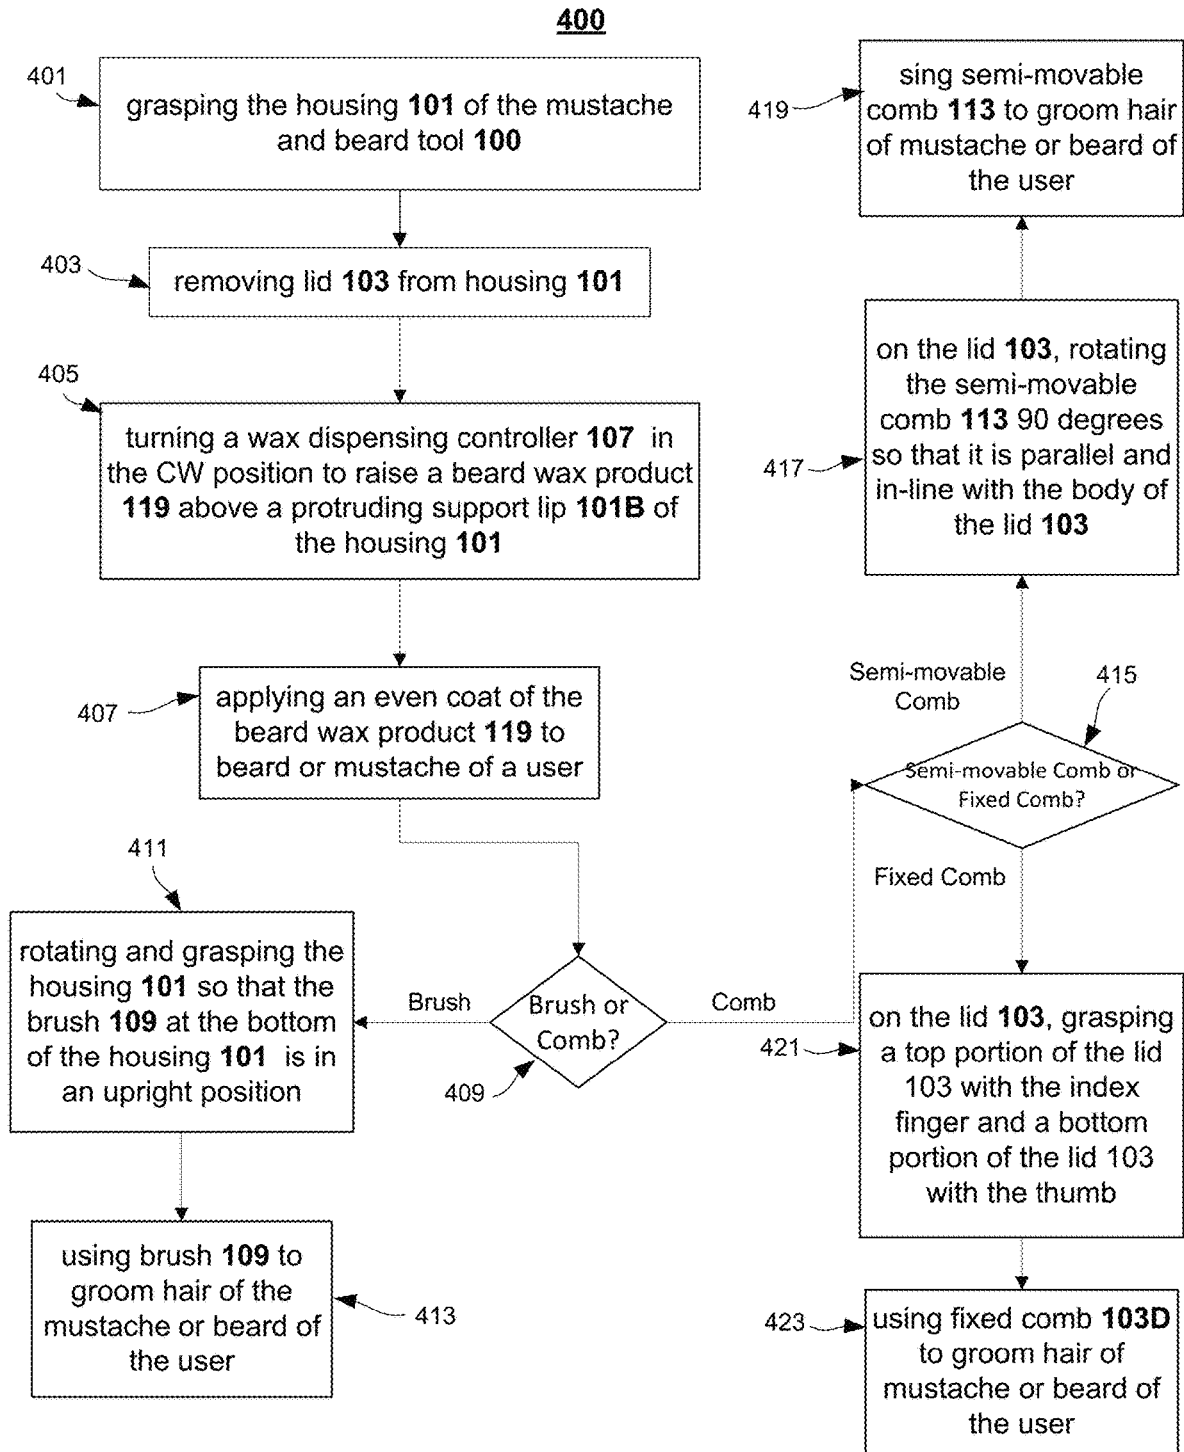 400
401
grasping the housing 101 of the mustache
and beard tool 100
403
removing lid 103 from housing 101
405
turning a wax dispensing controller 107 in
the CW position to raise a beard wax product
119 above a protruding support lip 101B of
the housing 101
407
applying an even coat of the
beard wax product 119 to
beard or mustache of a user
Brush or
Comb?
409
Brush
Comb
411
rotating and grasping the
housing 101 so that the
brush 109 at the bottom
of the housing 101 is in
an upright position
using brush 109 to
groom hair of the
mustache or beard of
the user
413
Semi-movable Comb or
Fixed Comb?
415
Semi-movable
Comb
Fixed Comb
417
on the lid 103, rotating
the semi-movable
comb 113 90 degrees
so that it is parallel and
in-line with the body of
the lid 103
419
sing semi-movable
comb 113 to groom hair
of mustache or beard of
the user
421
on the lid 103, grasping
a top portion of the lid
103 with the index
finger and a bottom
portion of the lid 103
with the thumb
423
using fixed comb 103D
to groom hair of
mustache or beard of
the user